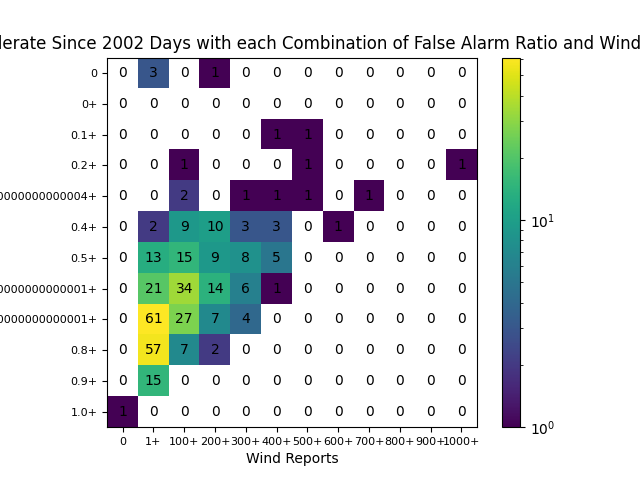 derate Since 2002 Days with each Combination of False Alarm Ratio and Wind
0 0 3 0 1 0 0 0 0 0 0 0 0
0+ 0 0 0 0 0 0 0 0 0 0 0 0
0.1+ 0 0 0 0 0 1 1 0 0 0 0 0
0.2+ 0 0 1 0 0 0 1 0 0 0 0 1
0000000000004+ 0 0 2 0 1 1 1 0 1 0 0 0
0.4+ 0 2 9 10 3 3 0 1 0 0 0 0
0.5+ 0 13 15 9 8 5 0 0 0 0 0 0
0000000000001+ 0 21 34 14 6 1 0 0 0 0 0 0
0000000000001+ 0 61 27 7 4 0 0 0 0 0 0 0
0.8+ 0 57 7 2 0 0 0 0 0 0 0 0
0.9+ 0 15 0 0 0 0 0 0 0 0 0 0
1.0+ 1 0 0 0 0 0 0 0 0 0 0 0
0 1+ 100+ 200+ 300+ 400+ 500+ 600+ 700+ 800+ 900+ 1000+
Wind Reports
10¹
10⁰